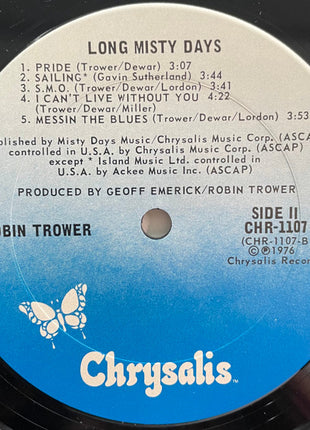 LONG MISTY DAYS
1. PRIDE (Trower/Dewar) 3:07
2. SAILING* (Gavin Sutherland) 3:44
3. S.M.O. (Trower/Dewar/Lordon) 3:41
4. I CAN'T LIVE WITHOUT YOU 4:22
(Trower/Dewar/Miller)
5. MESSIN THE BLUES (Trower/Dewar/Lordon) 3:53
blished by Misty Days Music/Chrysalis Music Corp. (ASCAP
controlled in U.S.A. by Chrysalis Music Corp. (ASCAP)
except * Island Music Ltd. controlled in
U.S.A. by Ackee Music Inc. (ASCAP)
PRODUCED BY GEOFF EMERICK/ROBIN TROWER
OBIN TROWER
SIDE II
CHR-1107
(CHR-1107-B
© ℗ 1976
Chrysalis Recor
Chrysalis™